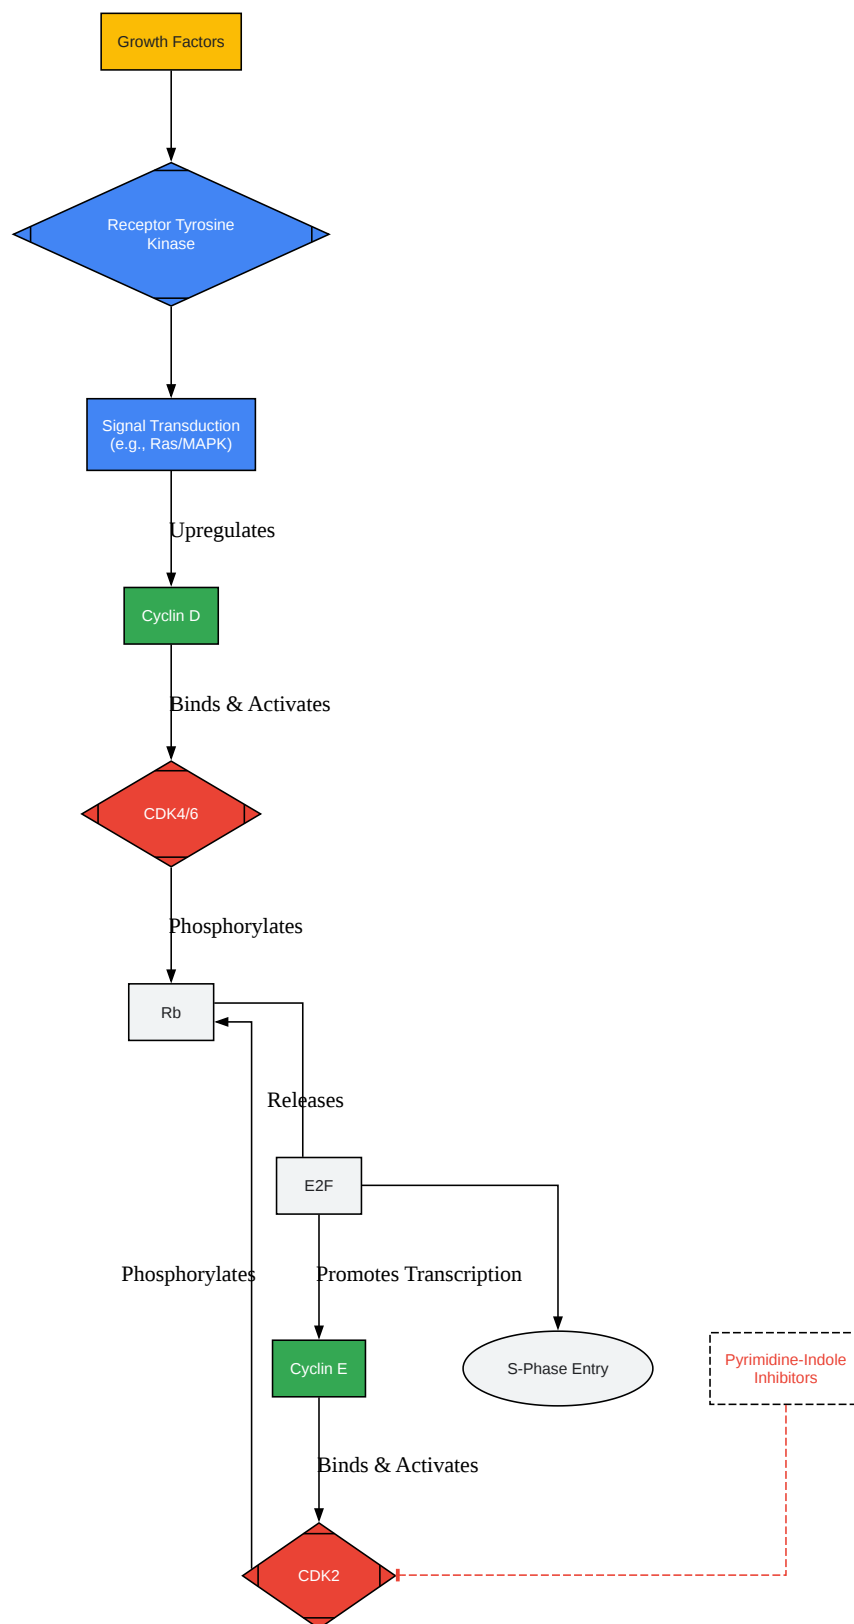 Growth Factors
Receptor Tyrosine
Kinase
Signal Transduction
(e.g., Ras/MAPK)
Upregulates
Cyclin D
Binds & Activates
CDK4/6
Phosphorylates
Rb
Releases
E2F
Phosphorylates
Promotes Transcription
Cyclin E
S-Phase Entry
Pyrimidine-Indole
Inhibitors
Binds & Activates
CDK2